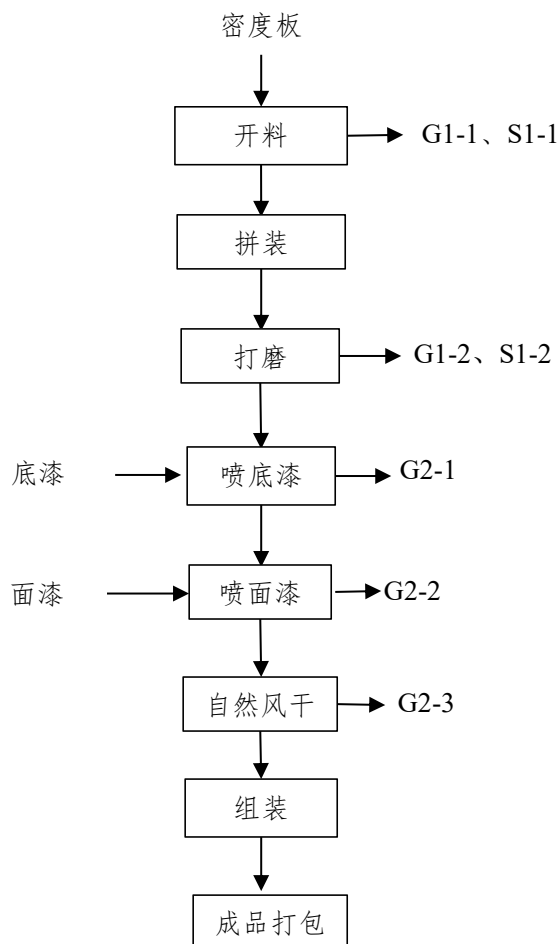 密度板
开料
G1-1、S1-1
拼装
打磨
G1-2、S1-2
底漆
喷底漆
G2-1
面漆
喷面漆
G2-2
自然风干
G2-3
组装
成品打包